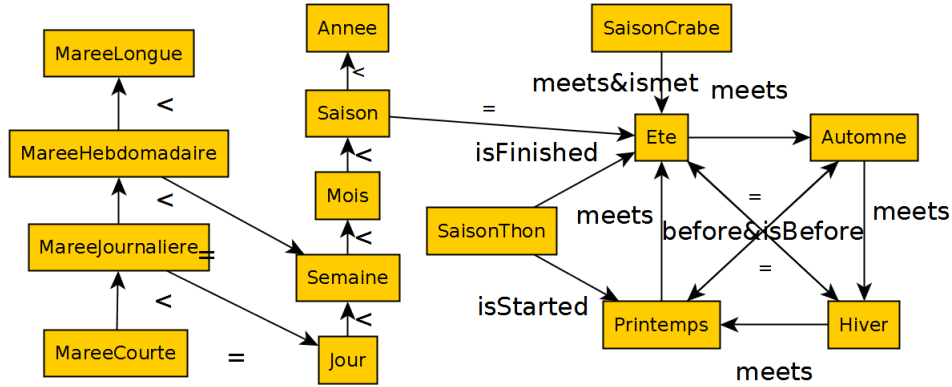 Annee
SaisonCrabe
MareeLongue
<
meets&ismet
meets
<
Saison
=
Ete
Automne
MareeHebdomadaire
<
isFinished
<
Mois
=
meets
meets
MareeJournaliere
=
<
SaisonThon
before&isBefore
Semaine
=
<
<
isStarted
Printemps
Hiver
MareeCourte
=
Jour
meets